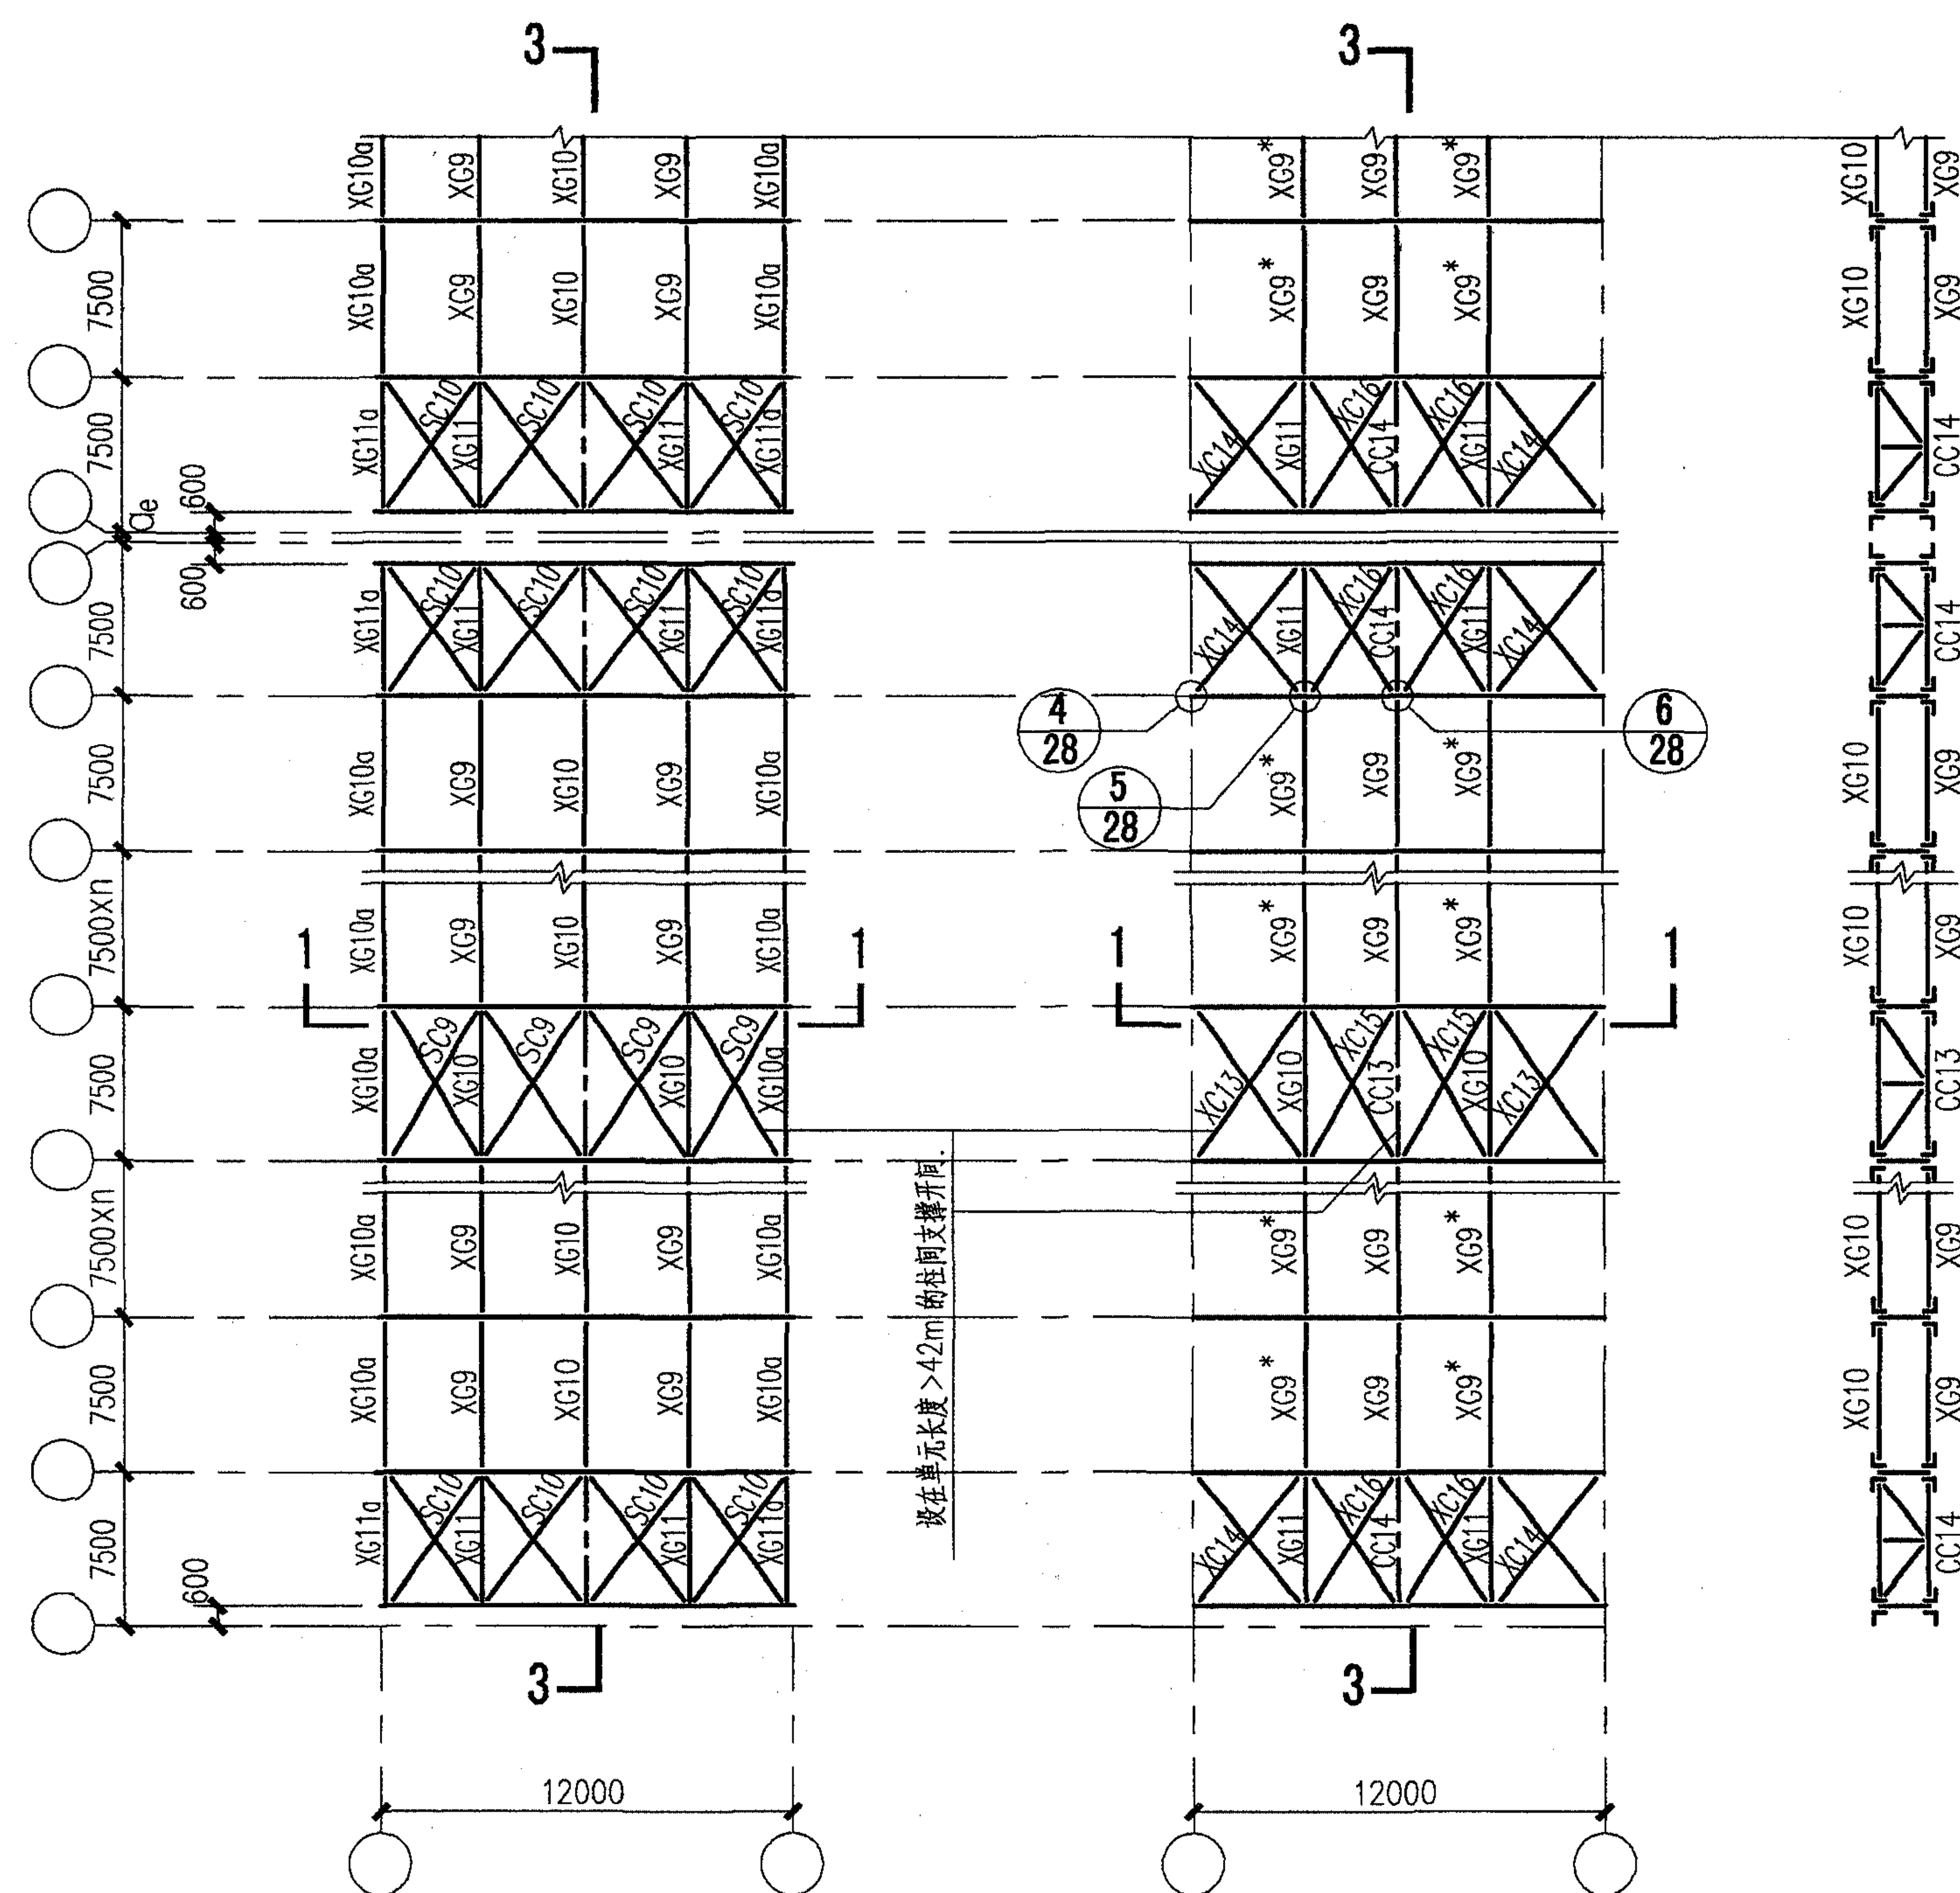 3 3
XG10a XG9 XG10 XG9 XG10a XG9* XG9 XG9* XG10 XG9
7500 XG10a XG9 XG10 XG9 XG10a XG9* XG9 XG9* XG10 XG9
7500 XG11a SC10 XG11 SC10 SC10 XG11 SC10 XG11a XC14 XG11 XC16 CC14 XC16 XG11 XC14 CC14
600
ae
600
7500 XG11a SC10 XG11 SC10 SC10 XG11 SC10 XG11a XC14 XG11 XC16 CC14 XC16 XG11 XC14 CC14
4
28
5
28
6
28
7500 XG10a XG9 XG10 XG9 XG10a XG9* XG9 XG9* XG10 XG9
7500xn XG10a XG9 XG10 XG9 XG10a XG9* XG9 XG9* XG10 XG9
1 1 1 1
7500 XG10a SC9 XG10 SC9 SC9 XG10 SC9 XG10a XC13 XG10 XC15 CC13 XC15 XG10 XC13 CC13
设在单元长度>42m的柱间支撑开间.
7500xn XG10a XG9 XG10 XG9 XG10a XG9* XG9 XG9* XG10 XG9
7500 XG10a XG9 XG10 XG9 XG10a XG9* XG9 XG9* XG10 XG9
7500 XG11a SC10 XG11 SC10 SC10 XG11 SC10 XG11a XC14 XG11 XC16 CC14 XC16 XG11 XC14 CC14
600
3 3
12000 12000